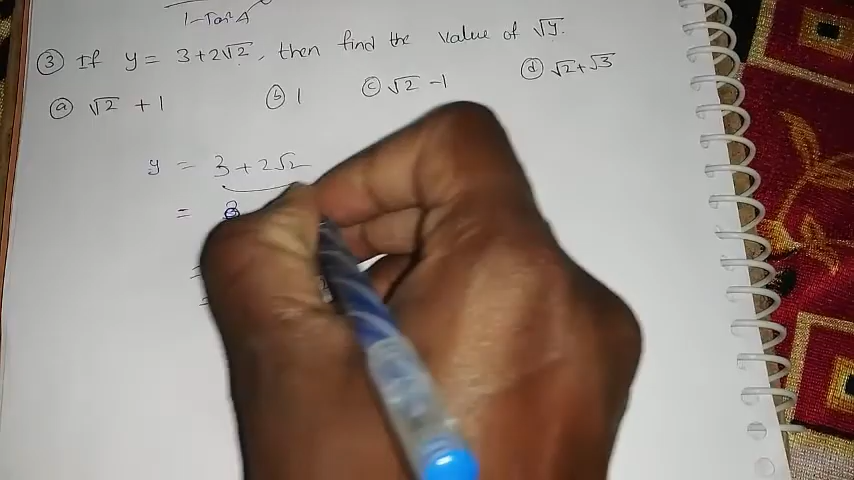 1-Tan²A
③ If y = 3+2√2, then find the value of √y.
ⓐ √2 +1 ⓑ 1 ⓒ √2 -1 ⓓ √2+√3
y = 3+2√2
=
=
=